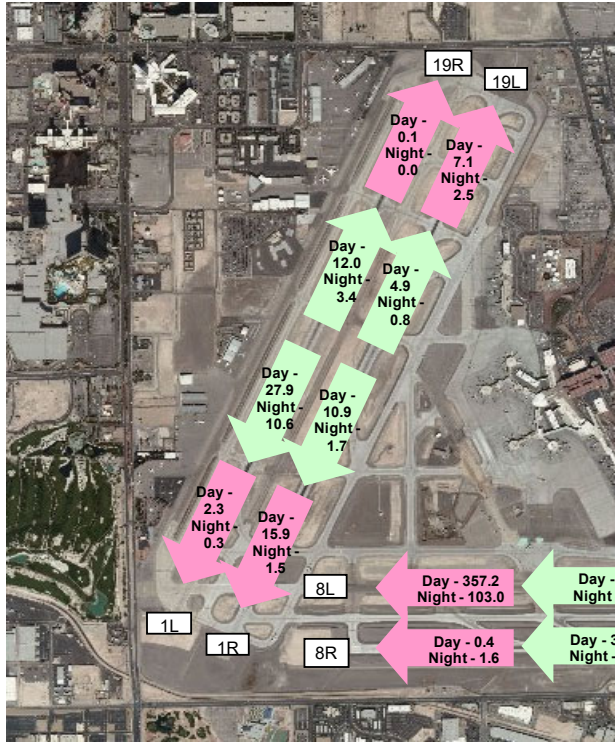 19R
19L
Day -
0.1
Night -
0.0
Day -
7.1
Night -
2.5
Day -
12.0
Night -
3.4
Day -
4.9
Night -
0.8
Day -
27.9
Night -
10.6
Day -
10.9
Night -
1.7
Day -
2.3
Night -
0.3
Day -
15.9
Night -
1.5
8L
Day - 357.2
Night - 103.0
Day -
Night
1L
1R
8R
Day - 0.4
Night - 1.6
Day - 3
Night -